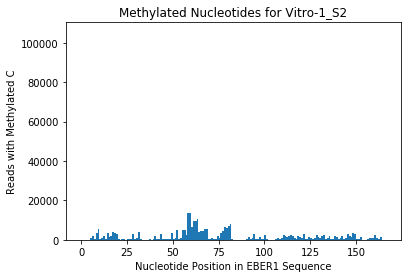 Methylated Nucleotides for Vitro-1_S2
Reads with Methylated C
100000
80000
60000
40000
20000
0
0 25 50 75 100 125 150
Nucleotide Position in EBER1 Sequence